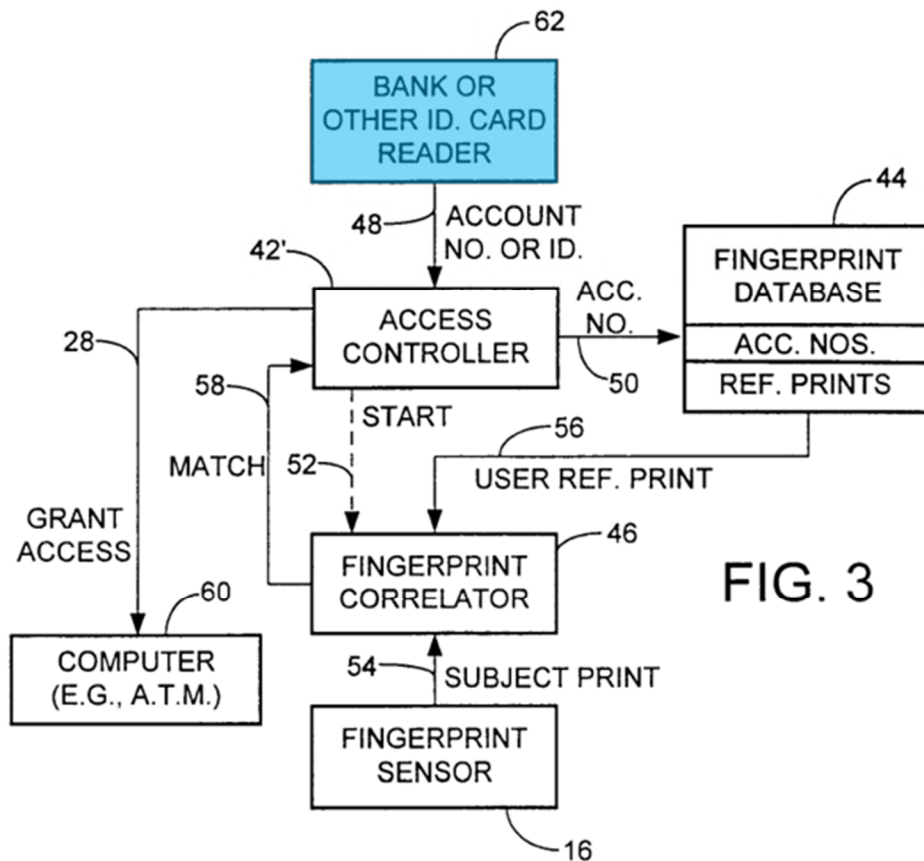 62
BANK OR
OTHER ID. CARD
READER
48
ACCOUNT
NO. OR ID.
44
42'
FINGERPRINT
DATABASE
ACC. NOS.
REF. PRINTS
ACCESS
CONTROLLER
ACC.
NO.
50
28
58
START
56
MATCH
52
USER REF. PRINT
GRANT
ACCESS
46
FINGERPRINT
CORRELATOR
FIG. 3
60
COMPUTER
(E.G., A.T.M.)
54
SUBJECT PRINT
FINGERPRINT
SENSOR
16